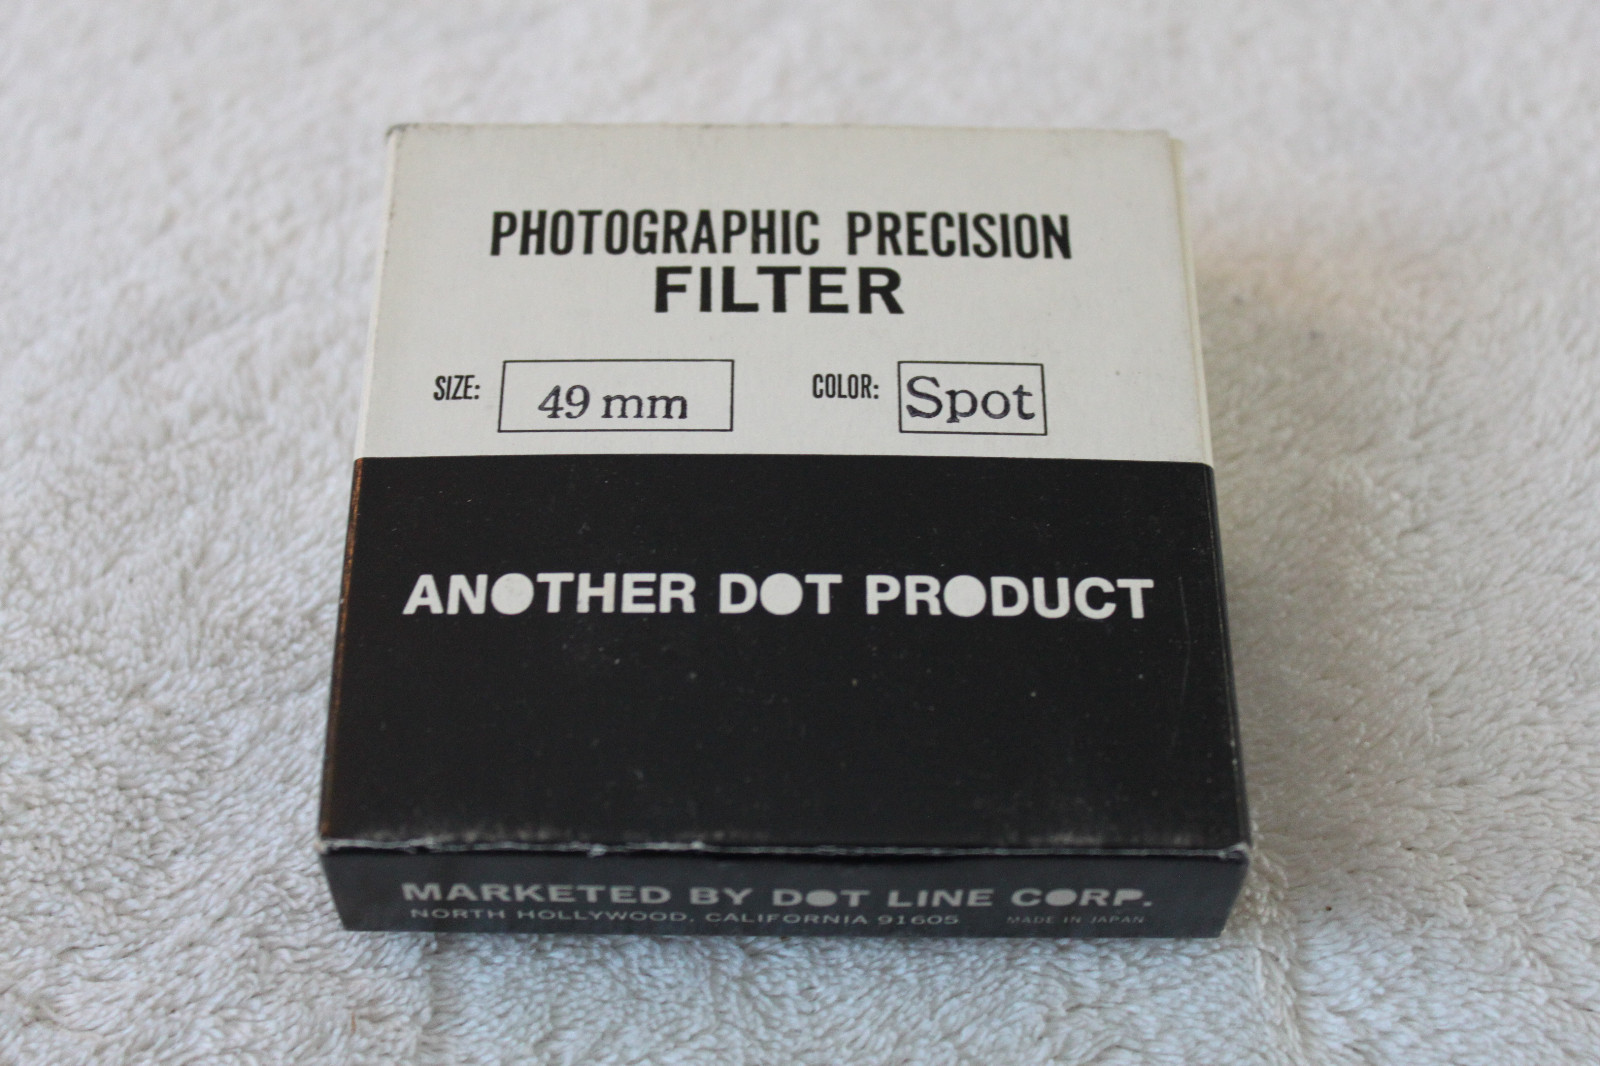 PHOTOGRAPHIC PRECISION
FILTER
SIZE: 49 mm COLOR: Spot
ANOTHER DOT PRODUCT
MARKETED BY DOT LINE CORP.
NORTH HOLLYWOOD, CALIFORNIA 91605 MADE IN JAPAN